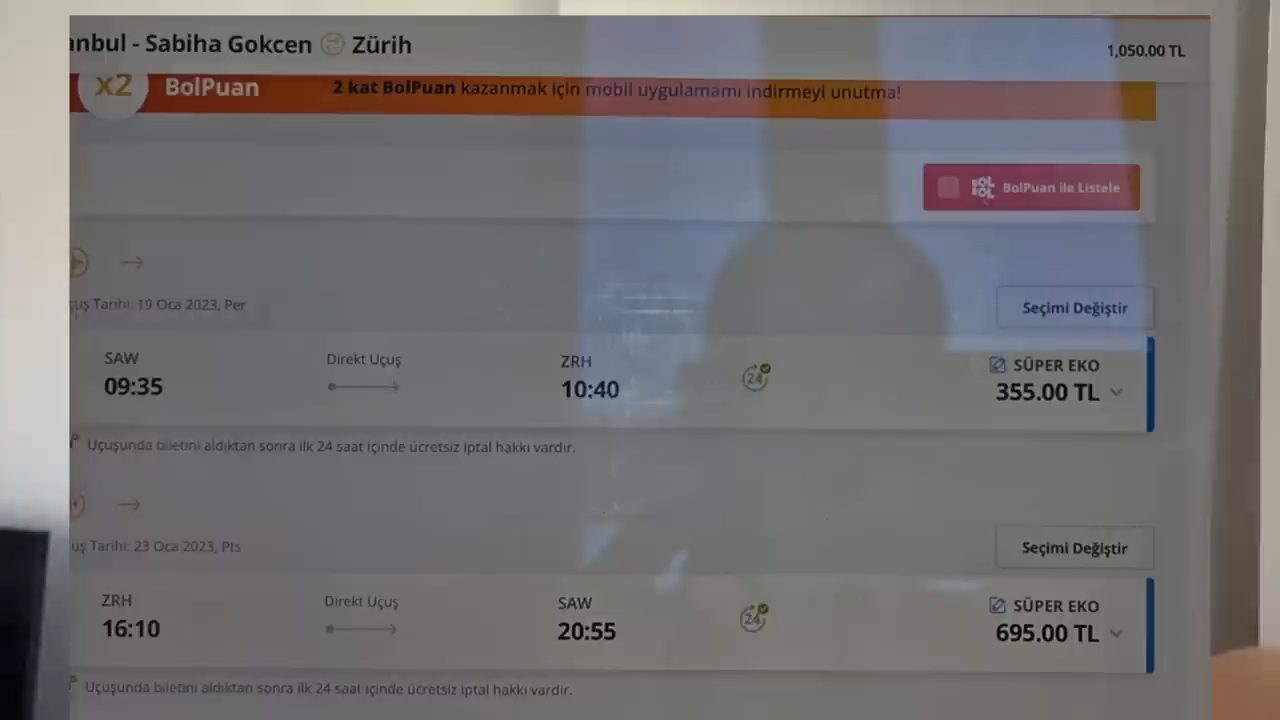 anbul - Sabiha Gokcen Zürih
1,050.00 TL
x2 BolPuan 2 kat BolPuan kazanmak için mobil uygulamamı indirmeyi unutma!
BOL BOL BolPuan ile Listele
uş Tarihi: 19 Oca 2023, Per
Seçimi Değiştir
SAW Direkt Uçuş ZRH 24 SÜPER EKO
09:35 10:40 355.00 TL
Uçuşunda biletini aldıktan sonra ilk 24 saat içinde ücretsiz iptal hakkı vardır.
uş Tarihi: 23 Oca 2023, Pts
Seçimi Değiştir
ZRH Direkt Uçuş SAW 24 SÜPER EKO
16:10 20:55 695.00 TL
Uçuşunda biletini aldıktan sonra ilk 24 saat içinde ücretsiz iptal hakkı vardır.